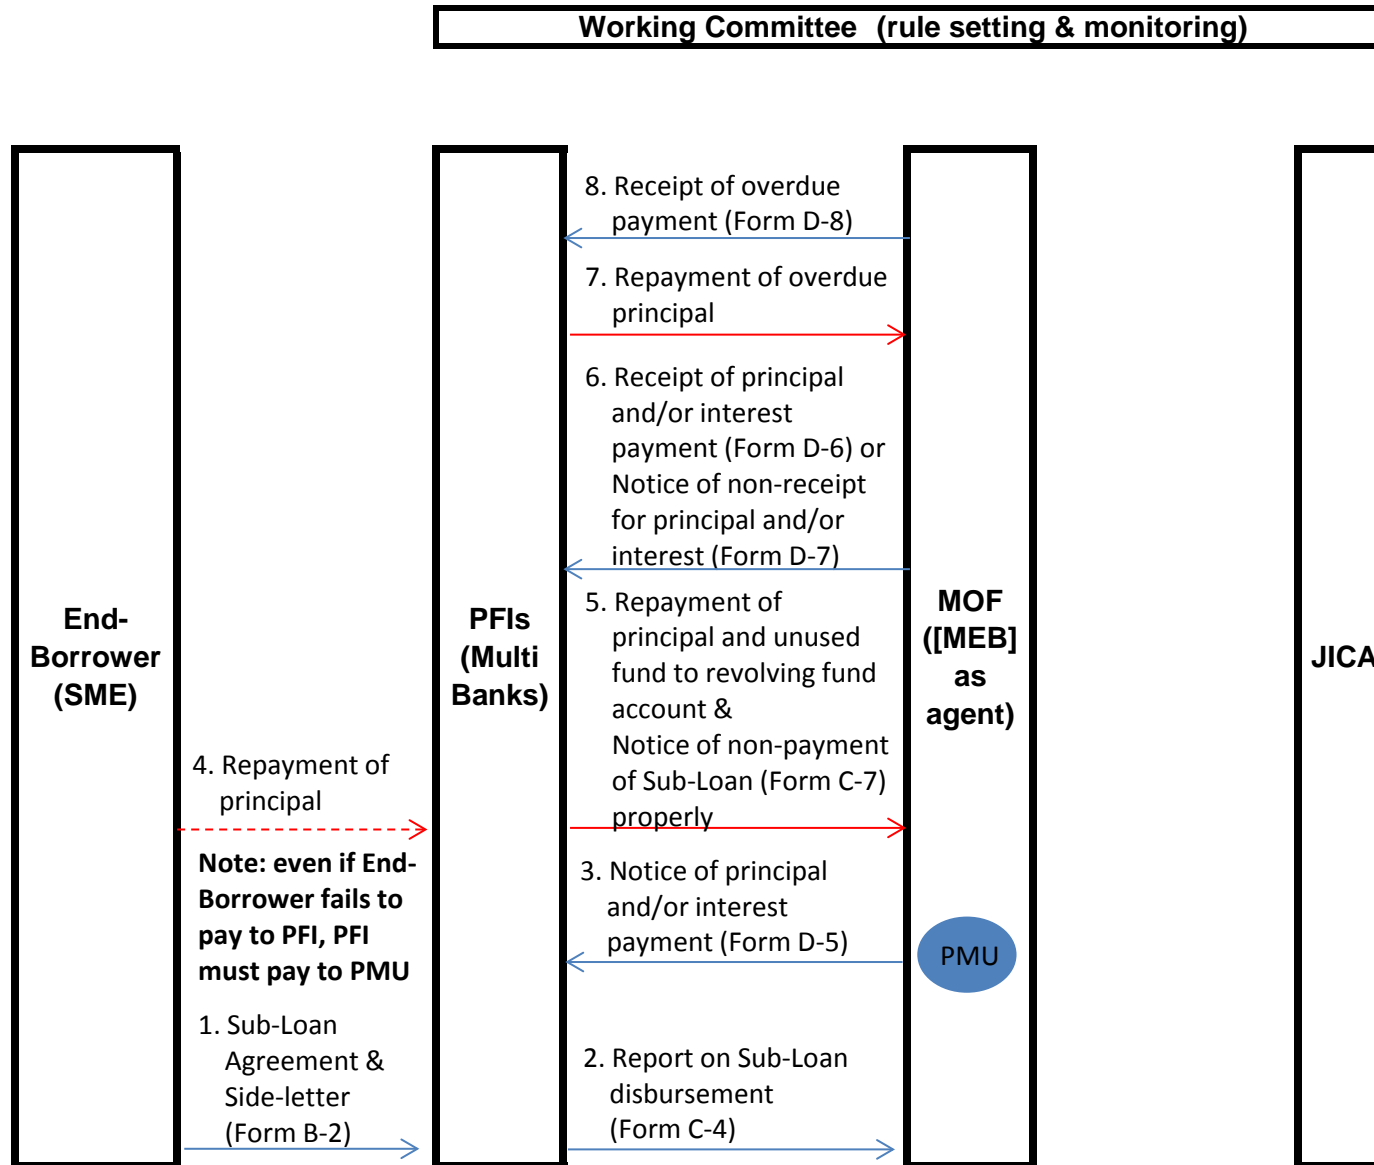 Working Committee (rule setting & monitoring)
8. Receipt of overdue
payment (Form D-8)
7. Repayment of overdue
principal
6. Receipt of principal
and/or interest
payment (Form D-6) or
Notice of non-receipt
for principal and/or
interest (Form D-7)
End-
Borrower
(SME)
PFIs
(Multi
Banks)
5. Repayment of
principal and unused
fund to revolving fund
account &
Notice of non-payment
of Sub-Loan (Form C-7)
properly
MOF
([MEB]
as
agent)
JICA
4. Repayment of
principal
Note: even if End-
Borrower fails to
pay to PFI, PFI
must pay to PMU
3. Notice of principal
and/or interest
payment (Form D-5)
PMU
1. Sub-Loan
Agreement &
Side-letter
(Form B-2)
2. Report on Sub-Loan
disbursement
(Form C-4)